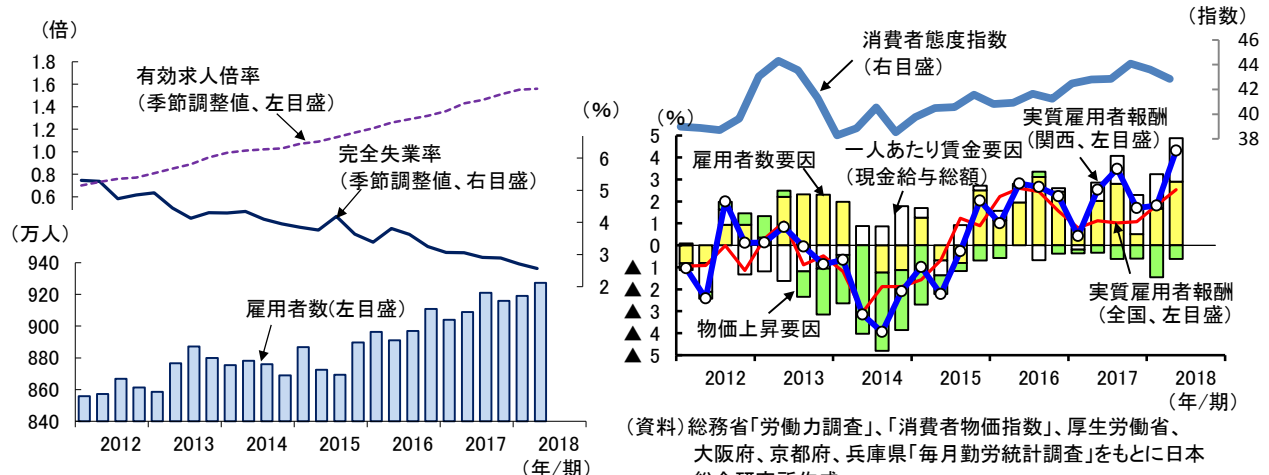 (倍)
1.8
1.6
1.4
1.2
1.0
0.8
0.6
有効求人倍率
(季節調整値、左目盛)
完全失業率
(季節調整値、右目盛)
(%)
6
5
4
3
2
(万人)
940
920
900
880
860
840
雇用者数(左目盛)
2012 2013 2014 2015 2016 2017 2018
(年/期)
(指数)
46
44
42
40
38
消費者態度指数
(右目盛)
(%)
5
4
3
2
1
0
▲ 1
▲ 2
▲ 3
▲ 4
▲ 5
雇用者数要因
一人あたり賃金要因
(現金給与総額)
実質雇用者報酬
(関西、左目盛)
物価上昇要因
実質雇用者報酬
(全国、左目盛)
2012 2013 2014 2015 2016 2017 2018
(年/期)
(資料)総務省「労働力調査」、「消費者物価指数」、厚生労働省、
大阪府、京都府、兵庫県「毎月勤労統計調査」をもとに日本